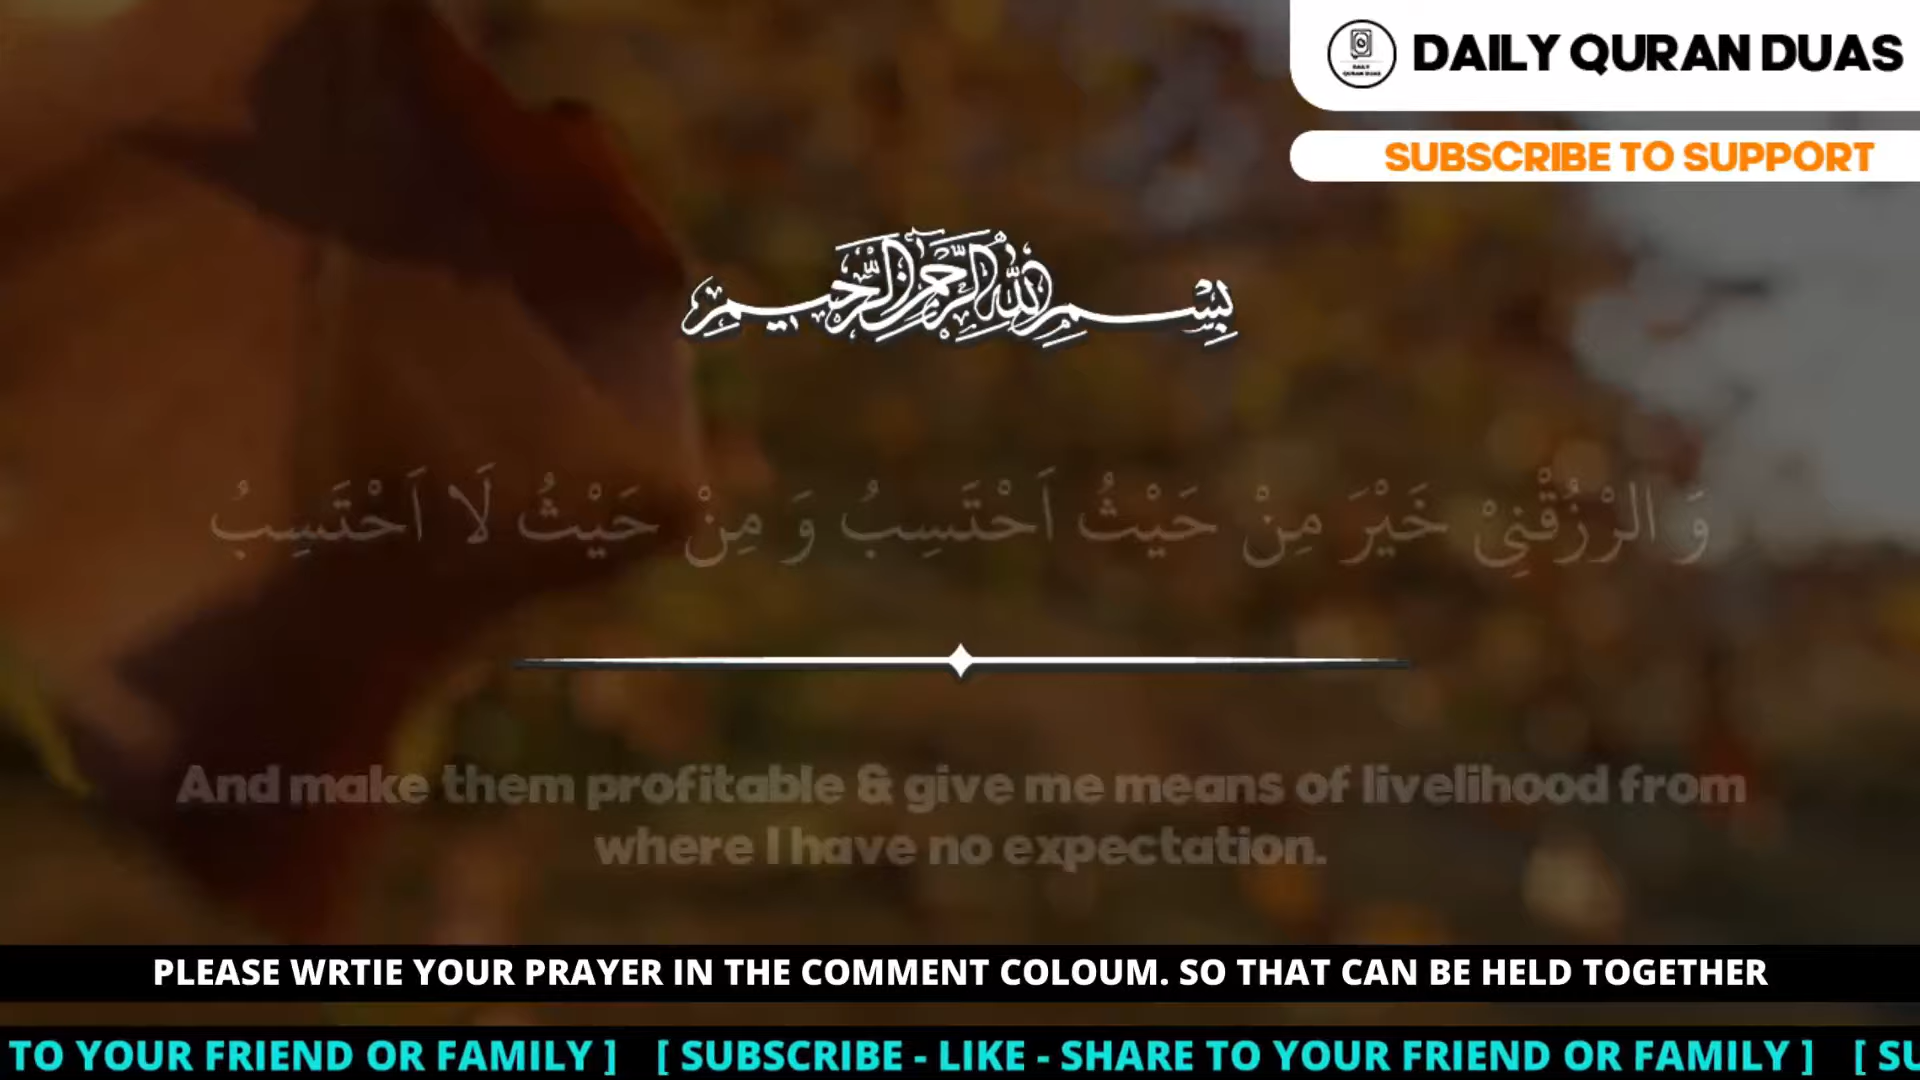 DAILY QURAN DUAS
SUBSCRIBE TO SUPPORT
بِسْمِ اللّٰهِ الرَّحْمٰنِ الرَّحِيْمِ
وَ الرْزُقْنِيْ خَيْرَ مِنْ حَيْثُ اَحْتَسِبُ وَ مِنْ حَيْثُ لَا اَحْتَسِبُ
And make them profitable & give me means of livelihood from
where I have no expectation.
PLEASE WRTIE YOUR PRAYER IN THE COMMENT COLOUM. SO THAT CAN BE HELD TOGETHER
TO YOUR FRIEND OR FAMILY ] [ SUBSCRIBE - LIKE - SHARE TO YOUR FRIEND OR FAMILY ] [ SU